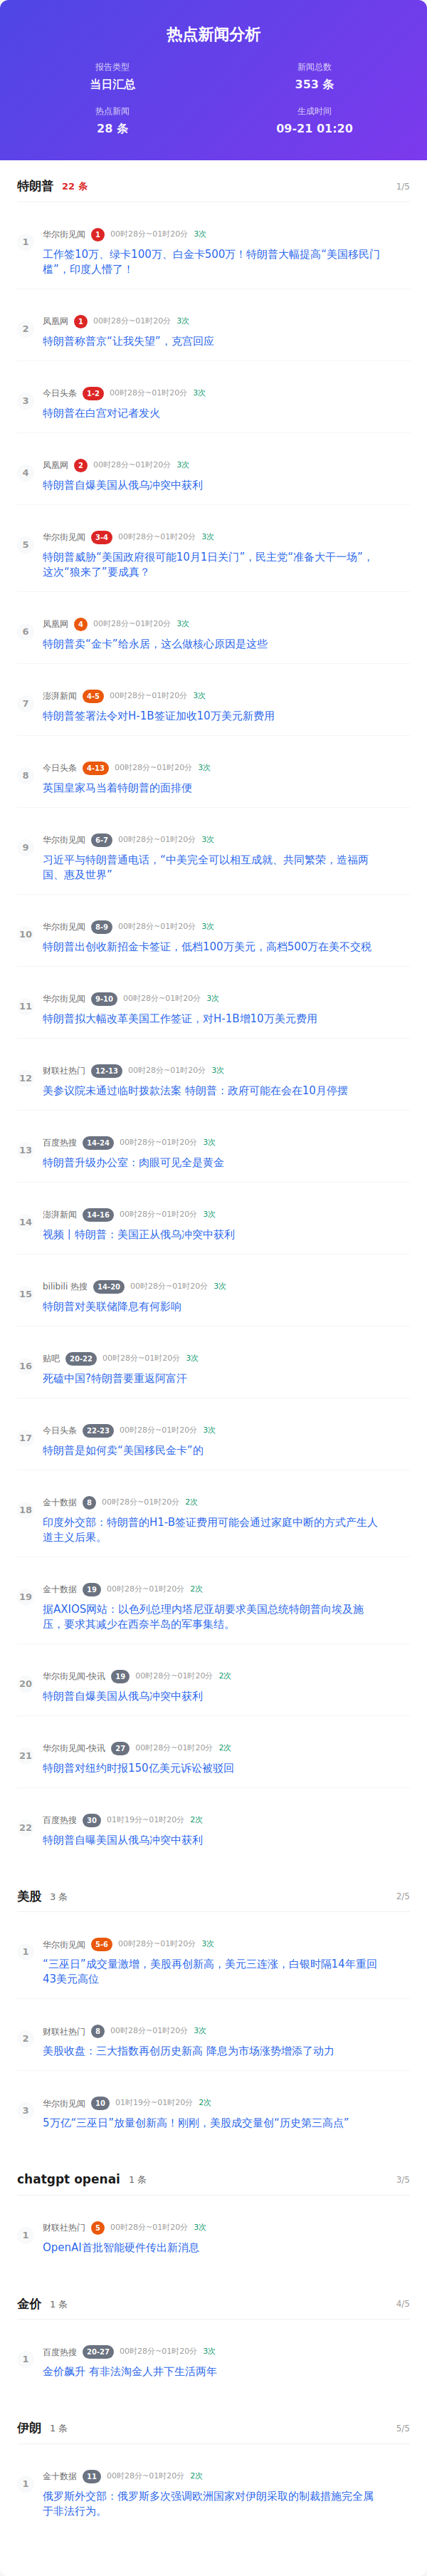 热点新闻分析
报告类型
新闻总数
当日汇总
353 条
热点新闻
生成时间
28 条
09-21 01:20
特朗普 22 条 1/5
1 华尔街见闻 1 00时28分~01时20分 3次
工作签10万、绿卡100万、白金卡500万！特朗普大幅提高“美国移民门
槛”，印度人懵了！
2 凤凰网 1 00时28分~01时20分 3次
特朗普称普京“让我失望”，克宫回应
3 今日头条 1-2 00时28分~01时20分 3次
特朗普在白宫对记者发火
4 凤凰网 2 00时28分~01时20分 3次
特朗普自爆美国从俄乌冲突中获利
5 华尔街见闻 3-4 00时28分~01时20分 3次
特朗普威胁“美国政府很可能10月1日关门”，民主党“准备大干一场”，
这次“狼来了”要成真？
6 凤凰网 4 00时28分~01时20分 3次
特朗普卖“金卡”给永居，这么做核心原因是这些
7 澎湃新闻 4-5 00时28分~01时20分 3次
特朗普签署法令对H-1B签证加收10万美元新费用
8 今日头条 4-13 00时28分~01时20分 3次
英国皇家马当着特朗普的面排便
9 华尔街见闻 6-7 00时28分~01时20分 3次
习近平与特朗普通电话，“中美完全可以相互成就、共同繁荣，造福两
国、惠及世界”
10 华尔街见闻 8-9 00时28分~01时20分 3次
特朗普出创收新招金卡签证，低档100万美元，高档500万在美不交税
11 华尔街见闻 9-10 00时28分~01时20分 3次
特朗普拟大幅改革美国工作签证，对H-1B增10万美元费用
12 财联社热门 12-13 00时28分~01时20分 3次
美参议院未通过临时拨款法案 特朗普：政府可能在会在10月停摆
13 百度热搜 14-24 00时28分~01时20分 3次
特朗普升级办公室：肉眼可见全是黄金
14 澎湃新闻 14-16 00时28分~01时20分 3次
视频丨特朗普：美国正从俄乌冲突中获利
15 bilibili 热搜 14-20 00时28分~01时20分 3次
特朗普对美联储降息有何影响
16 贴吧 20-22 00时28分~01时20分 3次
死磕中国?特朗普要重返阿富汗
17 今日头条 22-23 00时28分~01时20分 3次
特朗普是如何卖“美国移民金卡”的
18 金十数据 8 00时28分~01时20分 2次
印度外交部：特朗普的H1-B签证费用可能会通过家庭中断的方式产生人
道主义后果。
19 金十数据 19 00时28分~01时20分 2次
据AXIOS网站：以色列总理内塔尼亚胡要求美国总统特朗普向埃及施
压，要求其减少在西奈半岛的军事集结。
20 华尔街见闻-快讯 19 00时28分~01时20分 2次
特朗普自爆美国从俄乌冲突中获利
21 华尔街见闻-快讯 27 00时28分~01时20分 2次
特朗普对纽约时报150亿美元诉讼被驳回
22 百度热搜 30 01时19分~01时20分 2次
特朗普自曝美国从俄乌冲突中获利
美股 3 条 2/5
1 华尔街见闻 5-6 00时28分~01时20分 3次
“三巫日”成交量激增，美股再创新高，美元三连涨，白银时隔14年重回
43美元高位
2 财联社热门 8 00时28分~01时20分 3次
美股收盘：三大指数再创历史新高 降息为市场涨势增添了动力
3 华尔街见闻 10 01时19分~01时20分 2次
5万亿“三巫日”放量创新高！刚刚，美股成交量创“历史第三高点”
chatgpt openai 1 条 3/5
1 财联社热门 5 00时28分~01时20分 3次
OpenAI首批智能硬件传出新消息
金价 1 条 4/5
1 百度热搜 20-27 00时28分~01时20分 3次
金价飙升 有非法淘金人井下生活两年
伊朗 1 条 5/5
1 金十数据 11 00时28分~01时20分 2次
俄罗斯外交部：俄罗斯多次强调欧洲国家对伊朗采取的制裁措施完全属
于非法行为。